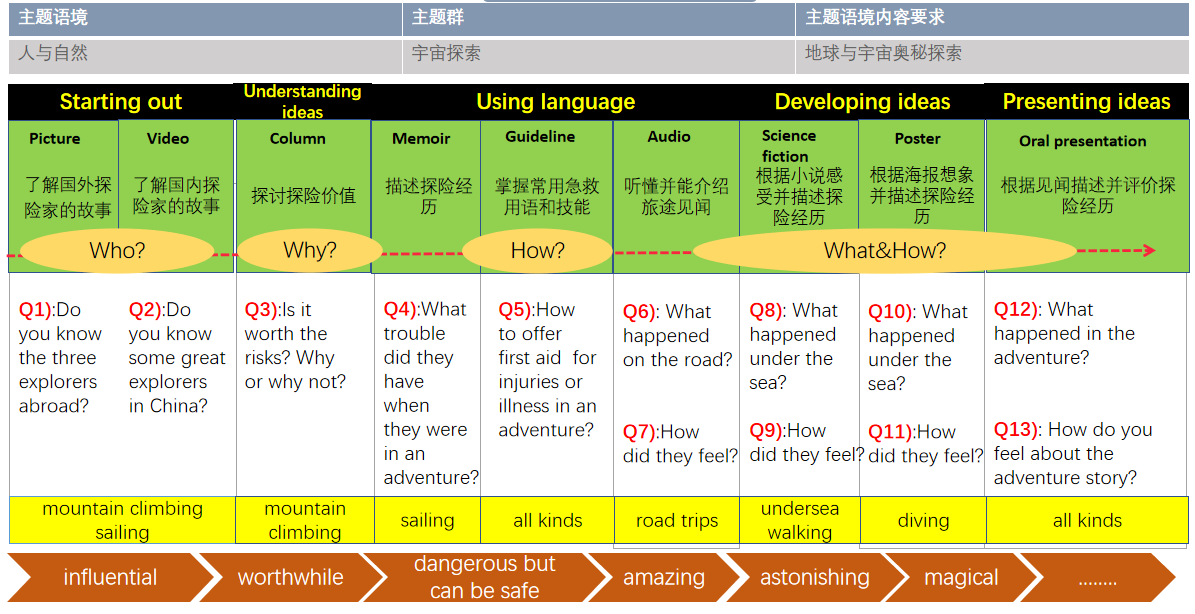 主题语境
主题群
主题语境内容要求
人与自然
宇宙探索
地球与宇宙奥秘探索
Starting out
Understanding
ideas
Using language
Developing ideas
Presenting ideas
Picture
了解国外探
险家的故事
Video
了解国内探
险家的故事
Column
探讨探险价值
Memoir
描述探险经
历
Guideline
掌握常用急救
用语和技能
Audio
听懂并能介绍
旅途见闻
Science
fiction
根据小说感
受并描述探
险经历
Poster
根据海报想象
并描述探险经
历
Oral presentation
根据见闻描述并评价探
险经历
Who?
Why?
How?
What&How?
Q1):Do
you know
the three
explorers
abroad?
Q2):Do
you know
some great
explorers
in China?
Q3):Is it
worth the
risks? Why
or why not?
Q4):What
trouble
did they
have
when
they were
in an
adventure?
Q5):How
to offer
first aid  for
injuries or
illness in an
adventure?
Q6): What
happened
on the road?
Q7):How
did they feel?
Q8): What
happened
under the
sea?
Q9):How
did they feel?
Q10): What
happened
under the
sea?
Q11):How
did they feel?
Q12): What
happened in the
adventure?
Q13): How do you
feel about the
adventure story?
mountain climbing
sailing
mountain
climbing
sailing
all kinds
road trips
undersea
walking
diving
all kinds
influential
worthwhile
dangerous but
can be safe
amazing
astonishing
magical
........